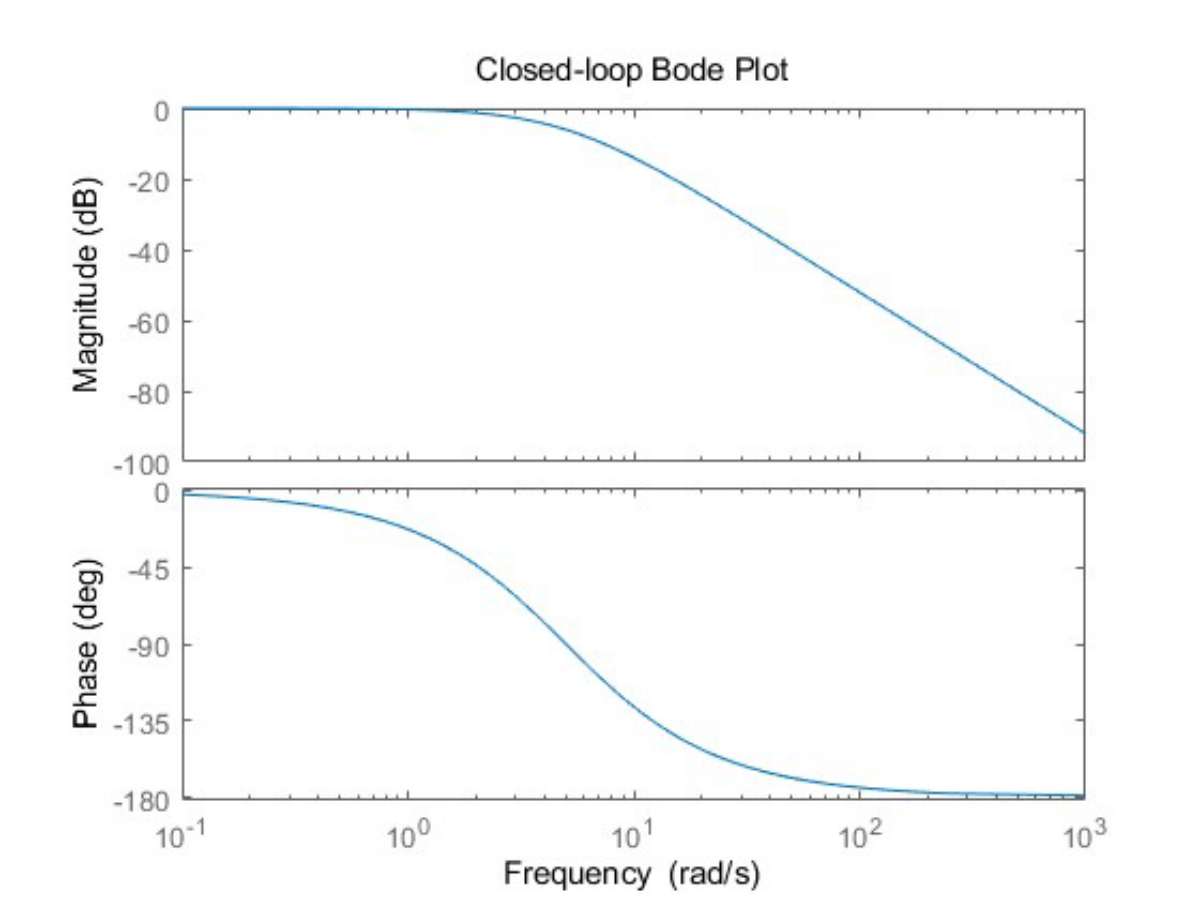 Closed-loop Bode Plot
Magnitude (dB)
0
-20
-40
-60
-80
-100
Phase (deg)
0
-45
-90
-135
-180
10^-1 10^0 10^1 10^2 10^3
Frequency (rad/s)